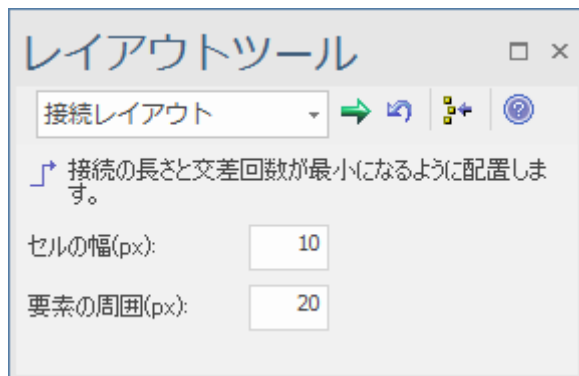 レイアウトツール
接続レイアウト
接続の長さと交差回数が最小になるように配置しま
す。
セルの幅(px): 10
要素の周囲(px): 20